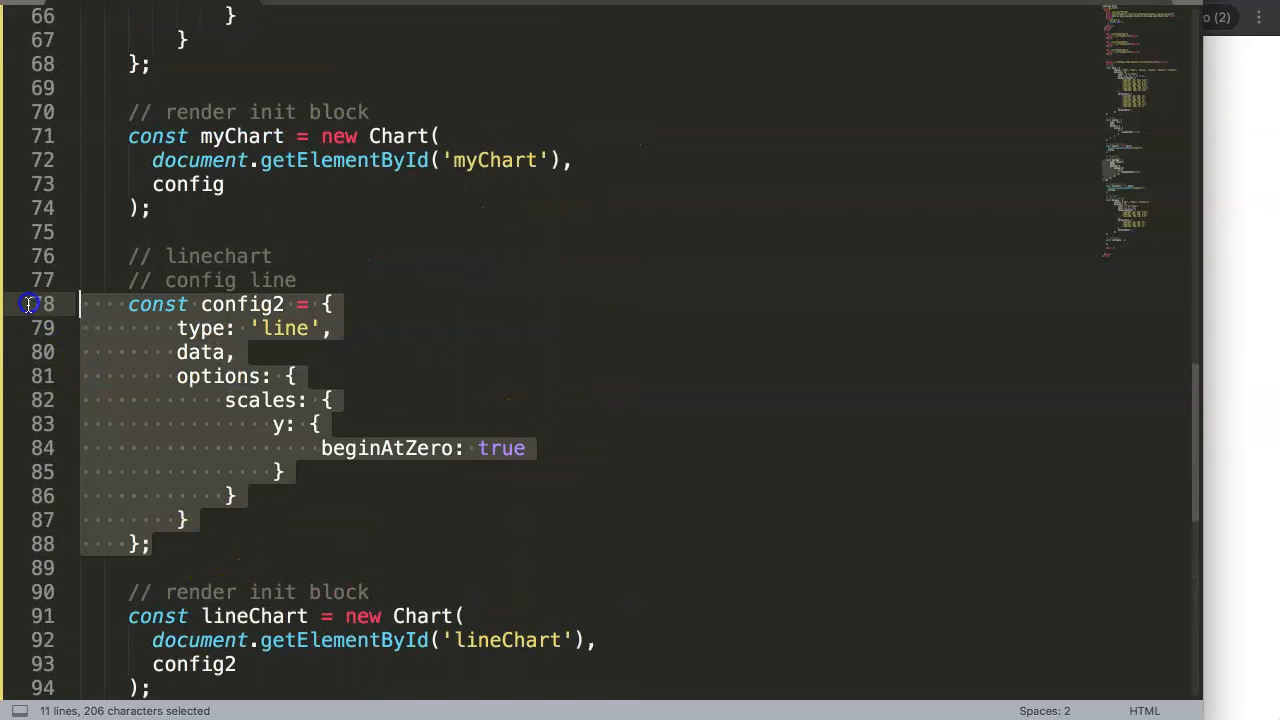 o (2)
66 }
67 }
68 };
69
70 // render init block
71 const myChart = new Chart(
72 document.getElementById('myChart'),
73 config
74 );
75
76 // linechart
77 // config line
78 const config2 = {
79 type: 'line',
80 data,
81 options: {
82 scales: {
83 y: {
84 beginAtZero: true
85 }
86 }
87 }
88 };
89
90 // render init block
91 const lineChart = new Chart(
92 document.getElementById('lineChart'),
93 config2
94 );
11 lines, 206 characters selected Spaces: 2 HTML